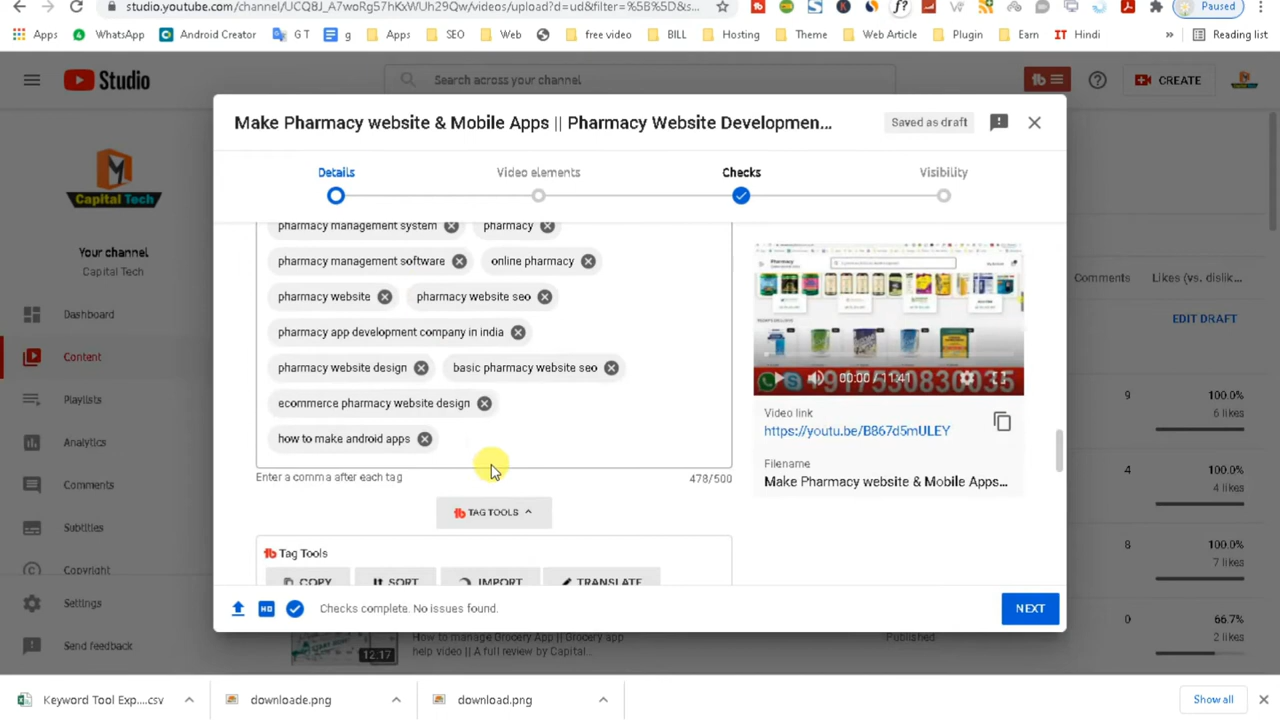 studio.youtube.com/channel/UCQ8J_A7woRg57hKxWUh29Qw/videos/upload?d=ud&filter=%5B%5D&s...
Paused
Apps WhatsApp Android Creator G T g Apps SEO Web free video BILL Hosting Theme Web Article Plugin Earn IT Hindi » Reading list
Studio
Search across your channel
CREATE
Make Pharmacy website & Mobile Apps || Pharmacy Website Developmen...
Saved as draft
Details Video elements Checks Visibility
Capital Tech
Your channel
Capital Tech
Dashboard
Content
Playlists
Analytics
Comments
Subtitles
Copyright
Settings
Send feedback
pharmacy management system pharmacy
pharmacy management software online pharmacy
pharmacy website pharmacy website seo
pharmacy app development company in india
pharmacy website design basic pharmacy website seo
ecommerce pharmacy website design
how to make android apps
Enter a comma after each tag 478/500
TAG TOOLS
Tag Tools
COPY SORT IMPORT TRANSLATE
Pharmacy
+917530830035
00:00 / 11:41
Video link
https://youtu.be/B867d5mULEY
Filename
Make Pharmacy website & Mobile Apps...
HD Checks complete. No issues found.
NEXT
Comments Likes (vs. dislik...
EDIT DRAFT
9 100.0%
6 likes
4 100.0%
4 likes
8 100.0%
7 likes
0 66.7%
2 likes
12:17
How to manage Grocery App || Grocery app
help video || A full review by Capital...
Published
Keyword Tool Exp....csv downloade.png download.png Show all